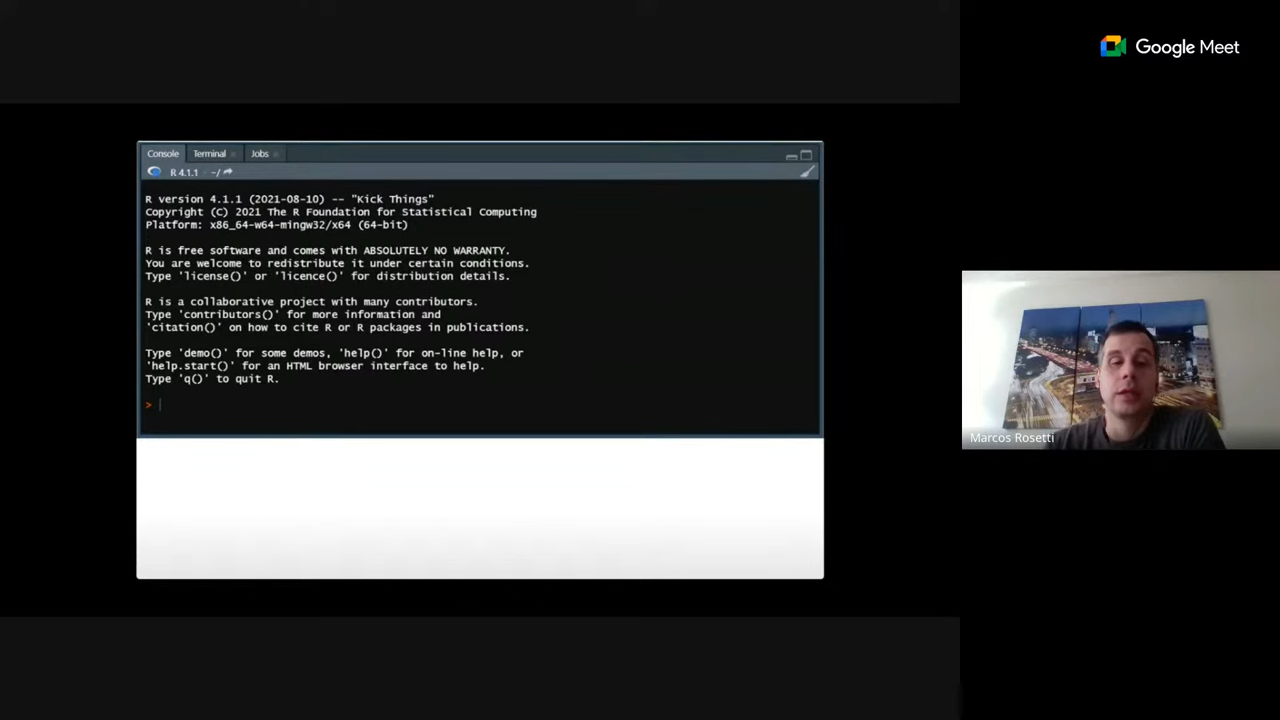 Google Meet
Console Terminal Jobs
R 4.1.1 · ~/
R version 4.1.1 (2021-08-10) -- "Kick Things"
Copyright (C) 2021 The R Foundation for Statistical Computing
Platform: x86_64-w64-mingw32/x64 (64-bit)
R is free software and comes with ABSOLUTELY NO WARRANTY.
You are welcome to redistribute it under certain conditions.
Type 'license()' or 'licence()' for distribution details.
R is a collaborative project with many contributors.
Type 'contributors()' for more information and
'citation()' on how to cite R or R packages in publications.
Type 'demo()' for some demos, 'help()' for on-line help, or
'help.start()' for an HTML browser interface to help.
Type 'q()' to quit R.
>
Marcos Rosetti